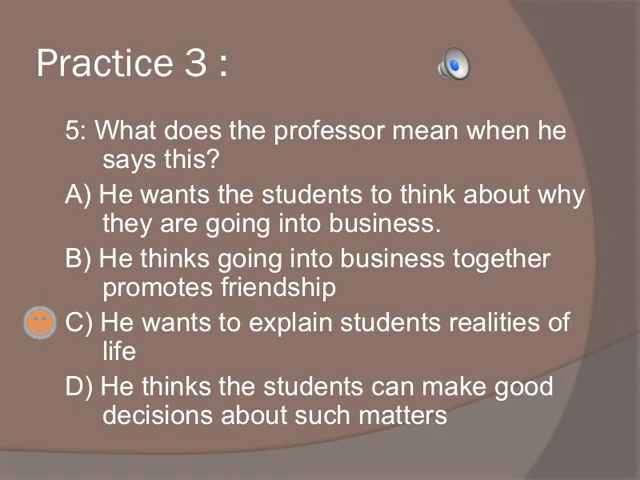 Practice 3 :
5: What does the professor mean when he
says this?
A) He wants the students to think about why
they are going into business.
B) He thinks going into business together
promotes friendship
C) He wants to explain students realities of
life
D) He thinks the students can make good
decisions about such matters